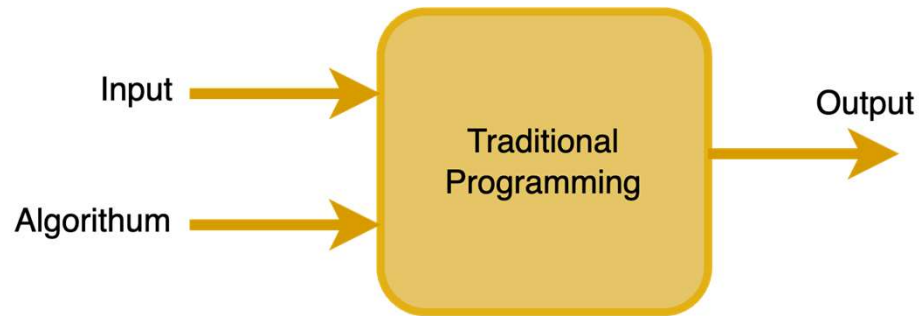 Input
Output
Traditional
Programming
Algorithum